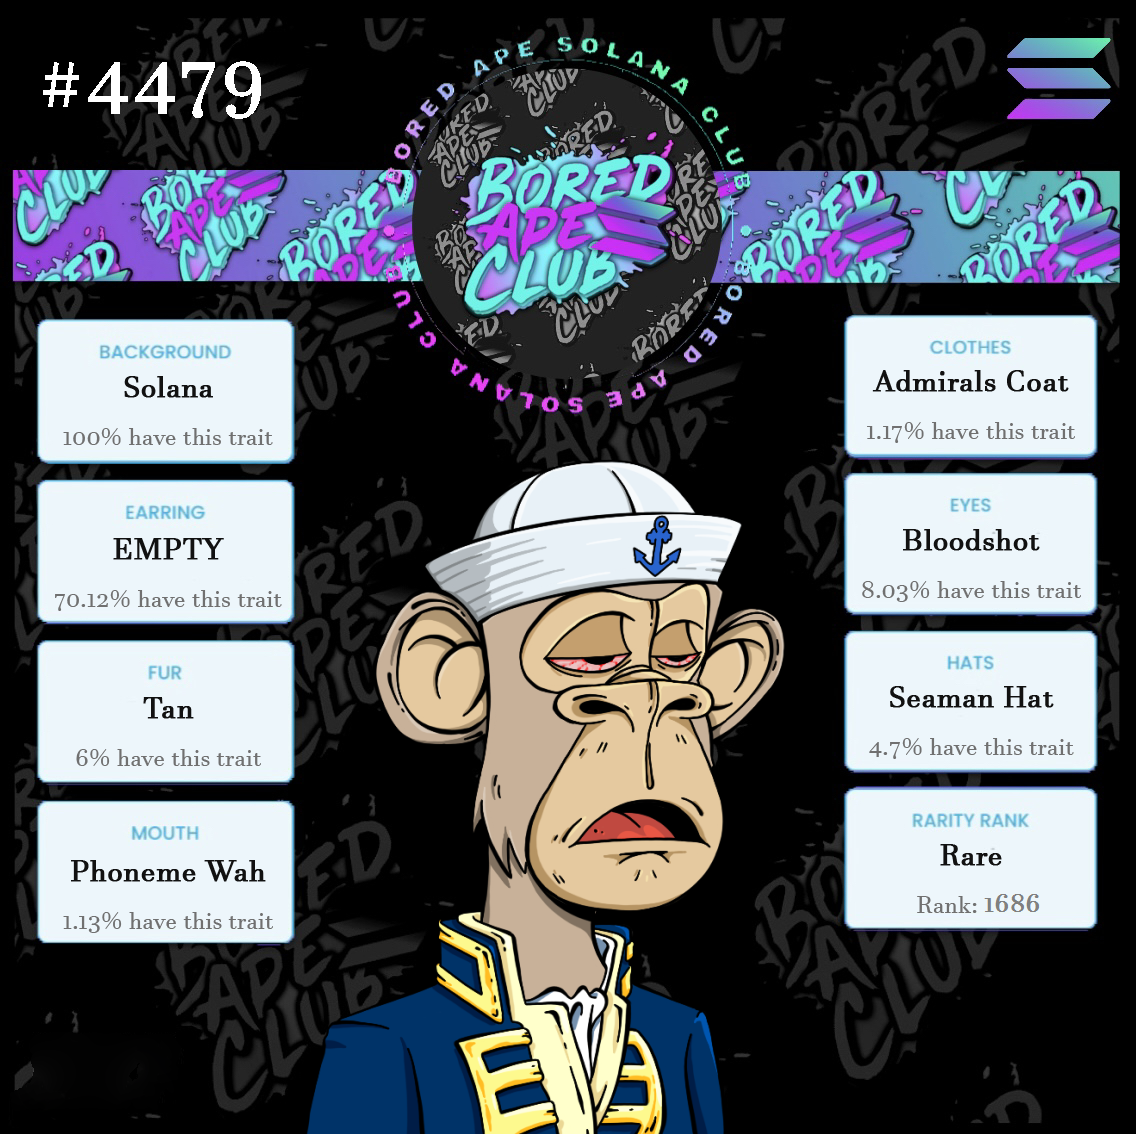 #4479
BORED APE SOLANA CLUB
BORED APE SOLANA CLUB
BORED
APE
CLUB
BACKGROUND
Solana
100% have this trait
EARRING
EMPTY
70.12% have this trait
FUR
Tan
6% have this trait
MOUTH
Phoneme Wah
1.13% have this trait
CLOTHES
Admirals Coat
1.17% have this trait
EYES
Bloodshot
8.03% have this trait
HATS
Seaman Hat
4.7% have this trait
RARITY RANK
Rare
Rank: 1686